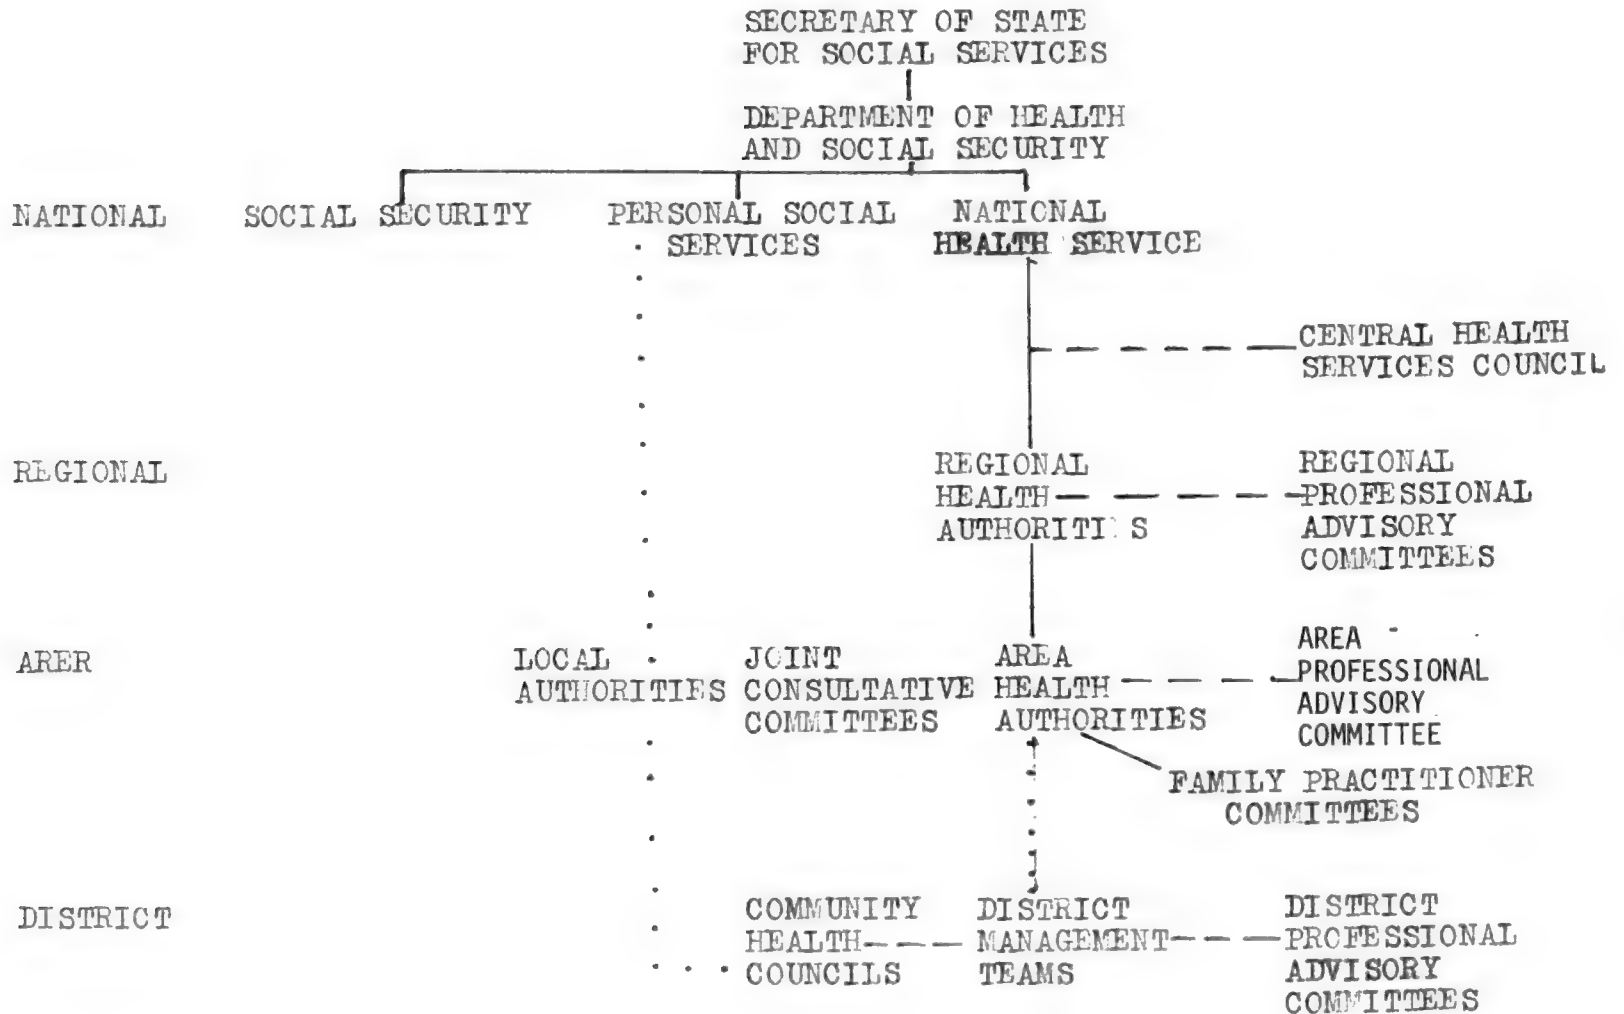 SECRETARY OF STATE
FOR SOCIAL SERVICES
DEPARTMENT OF HEALTH
AND SOCIAL SECURITY
NATIONAL
SOCIAL SECURITY
PERSONAL SOCIAL
SERVICES
NATIONAL
HEALTH SERVICE
CENTRAL HEALTH
SERVICES COUNCIL
REGIONAL
REGIONAL
HEALTH
AUTHORITI S
REGIONAL
PROFESSIONAL
ADVISORY
COMMITTEES
ARER
LOCAL
AUTHORITIES
JOINT
CONSULTATIVE
COMMITTEES
AREA
HEALTH
AUTHORITIES
AREA
PROFESSIONAL
ADVISORY
COMMITTEE
FAMILY PRACTITIONER
COMMITTEES
DISTRICT
COMMUNITY
HEALTH
COUNCILS
DISTRICT
MANAGEMENT
TEAMS
DISTRICT
PROFESSIONAL
ADVISORY
COMMITTEES